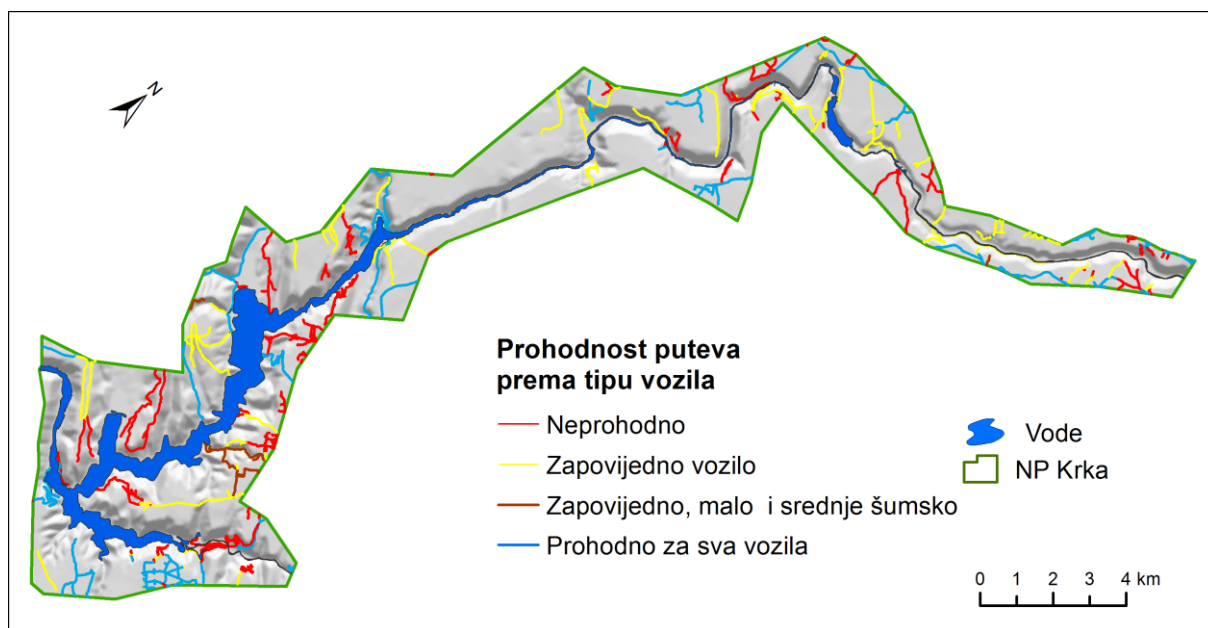 N
Prohodnost puteva
prema tipu vozila
Neprohodno
Zapovijedno vozilo
Zapovijedno, malo i srednje šumsko
Prohodno za sva vozila
Vode
NP Krka
0 1 2 3 4 km